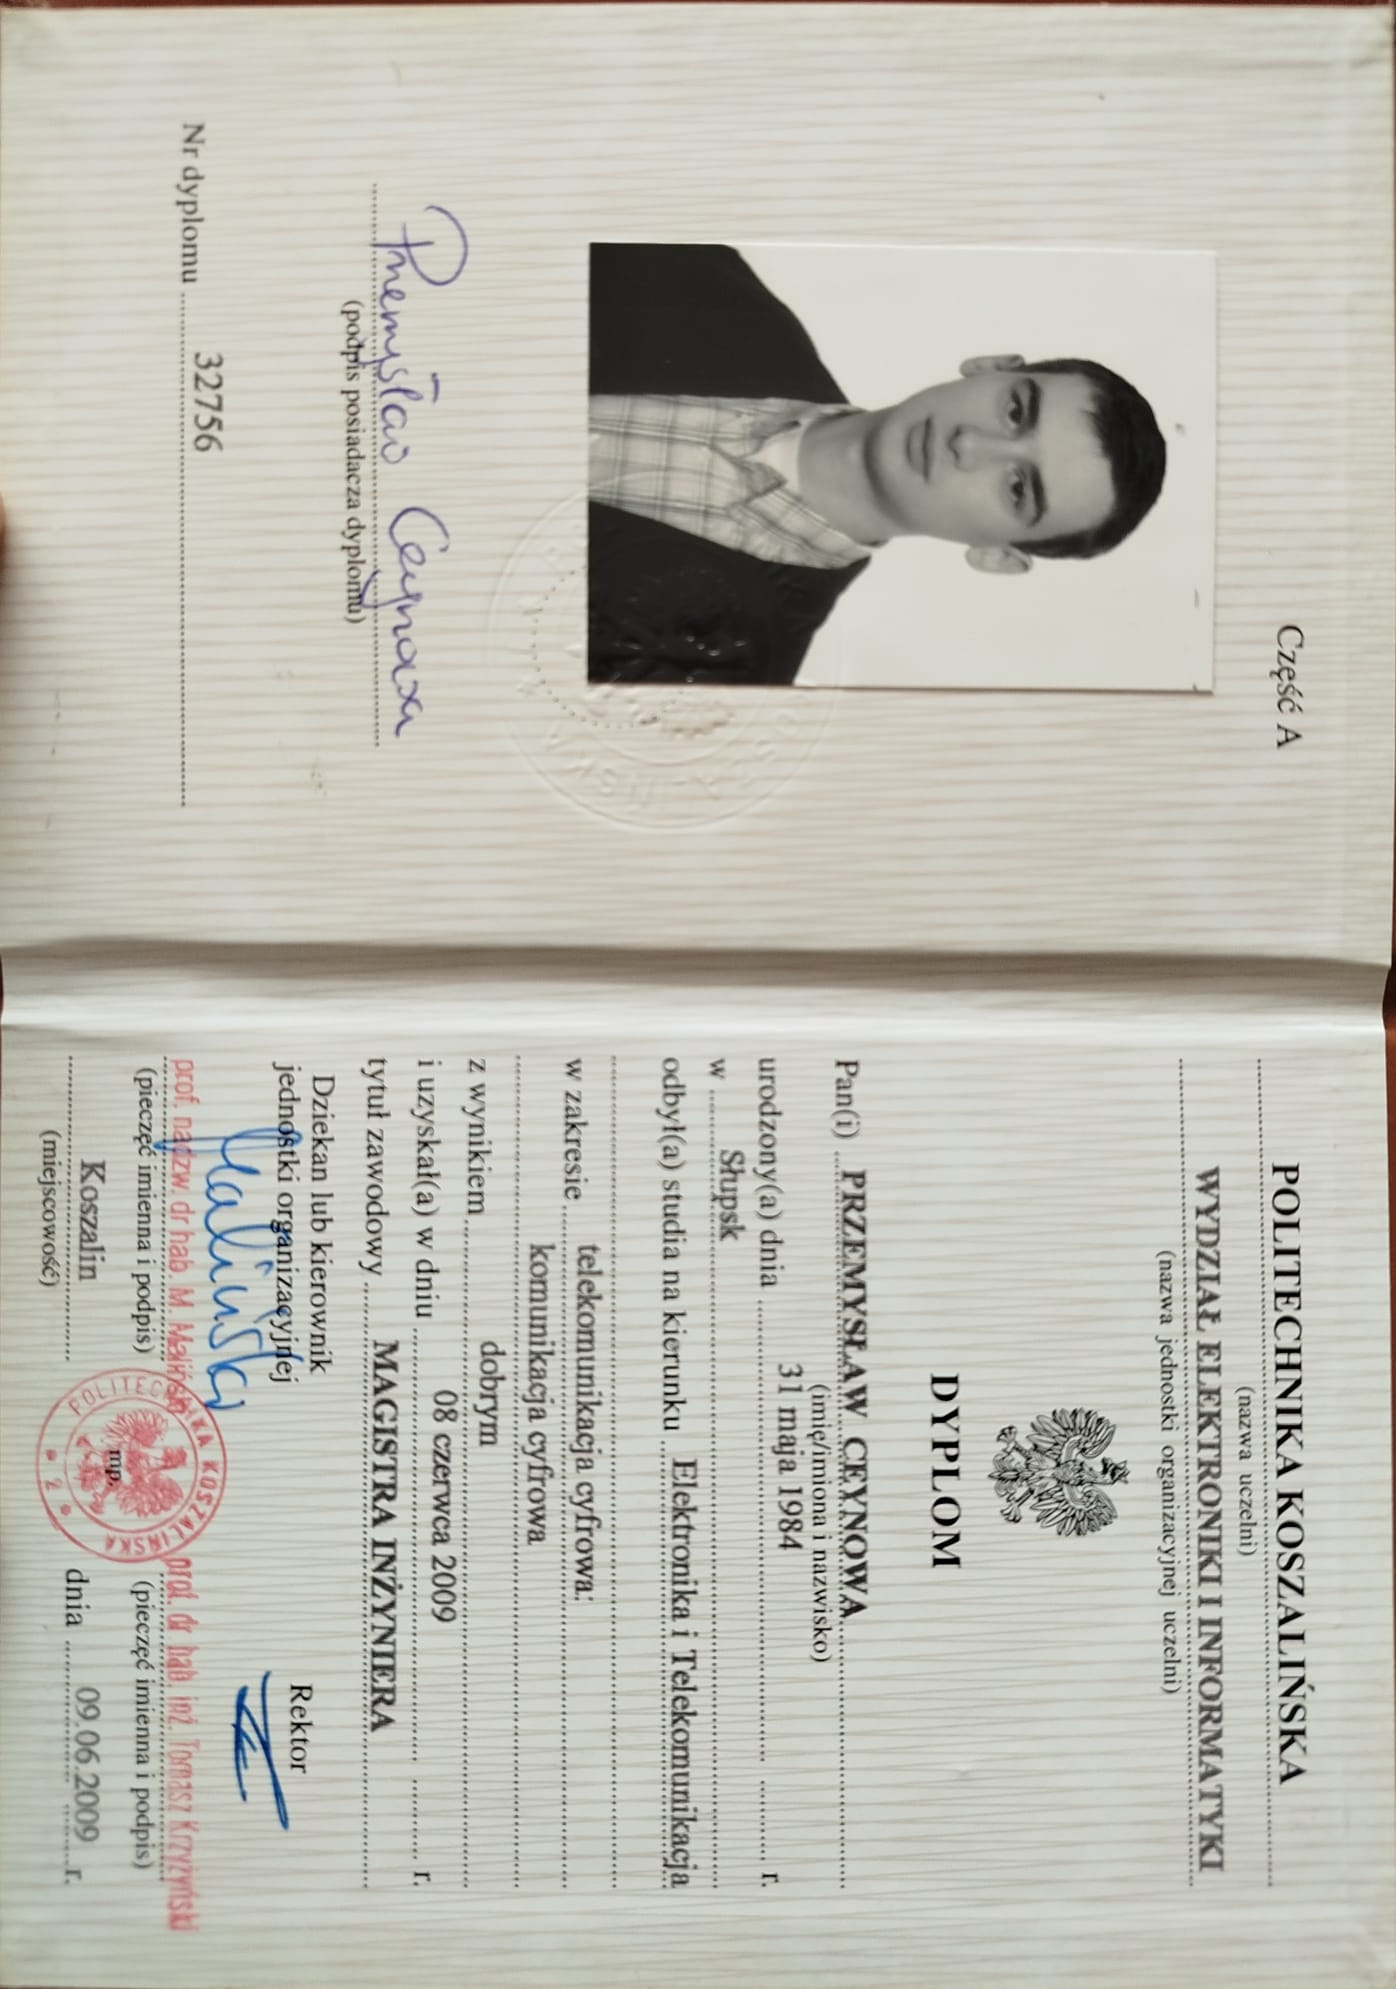 Część A
Przemysław Ceynowa
(podpis posiadacza dyplomu)
Nr dyplomu 32756
POLITECHNIKA KOSZALIŃSKA
(nazwa uczelni)
WYDZIAŁ ELEKTRONIKI I INFORMATYKI
(nazwa jednostki organizacyjnej uczelni)
DYPLOM
Pan(i) PRZEMYSŁAW CEYNOWA
(imię/imiona i nazwisko)
urodzony(a) dnia 31 maja 1984 r.
w Słupsk
odbył(a) studia na kierunku Elektronika i Telekomunikacja
w zakresie telekomunikacja cyfrowa:
komunikacja cyfrowa
z wynikiem dobrym
i uzyskał(a) w dniu 08 czerwca 2009 r.
tytuł zawodowy MAGISTRA INŻYNIERA
Dziekan lub kierownik
jednostki organizacyjnej
Rektor
Maliński
prof. nadzw. dr hab. M. Maliński
prof. dr hab. inż. Tomasz Krzyżyński
(pieczęć imienna i podpis)
(pieczęć imienna i podpis)
POLITECHNIKA KOSZALIŃSKA
* 2 *
mp.
Koszalin
dnia 09.06.2009 r.
(miejscowość)